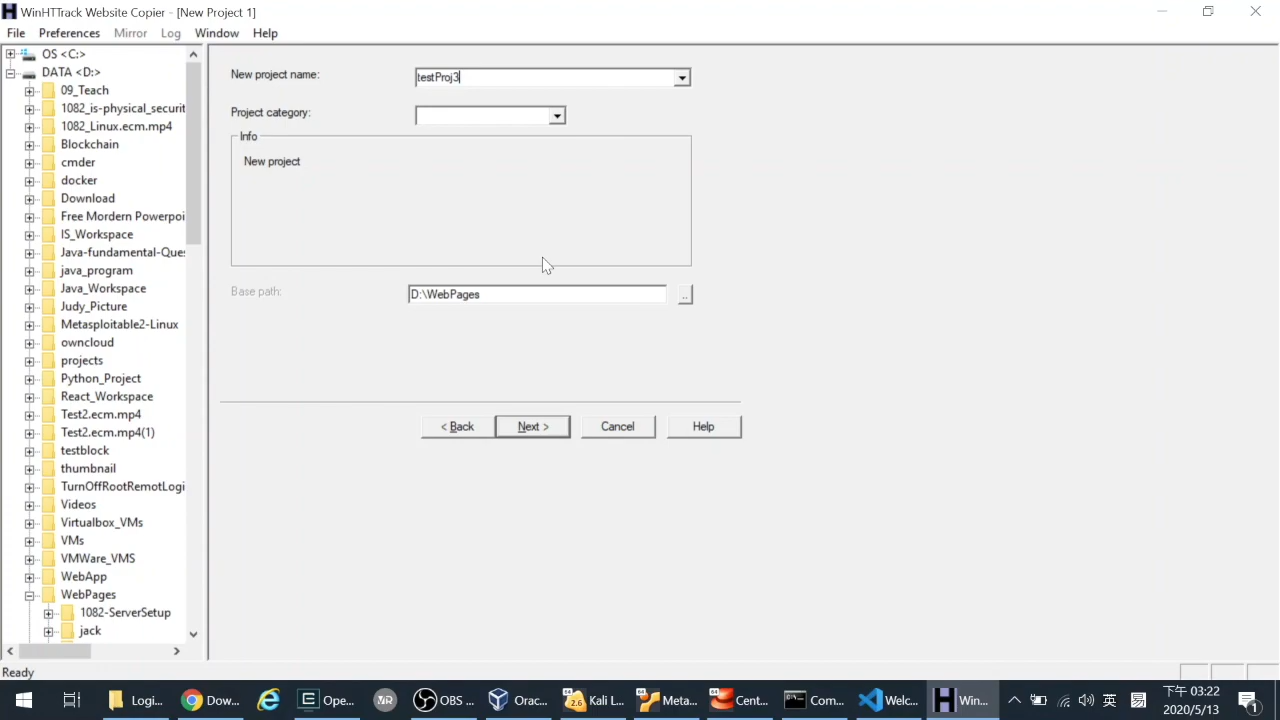 WinHTTrack Website Copier - [New Project 1]
File Preferences Mirror Log Window Help
OS <C:>
DATA <D:>
09_Teach
1082_is-physical_securit
1082_Linux.ecm.mp4
Blockchain
cmder
docker
Download
Free Mordern Powerpoi
IS_Workspace
Java-fundamental-Ques
java_program
Java_Workspace
Judy_Picture
Metasploitable2-Linux
owncloud
projects
Python_Project
React_Workspace
Test2.ecm.mp4
Test2.ecm.mp4(1)
testblock
thumbnail
TurnOffRootRemotLogi
Videos
Virtualbox_VMs
VMs
VMWare_VMS
WebApp
WebPages
1082-ServerSetup
jack
New project name:
testProj3
Project category:
Info
New project
Base path:
D:\WebPages
..
< Back Next > Cancel Help
Ready
Logi... Dow... Ope... VR OBS ... Orac... Kali L... Meta... Cent... Com... Welc... Win... 英
下午 03:22
2020/5/13
1